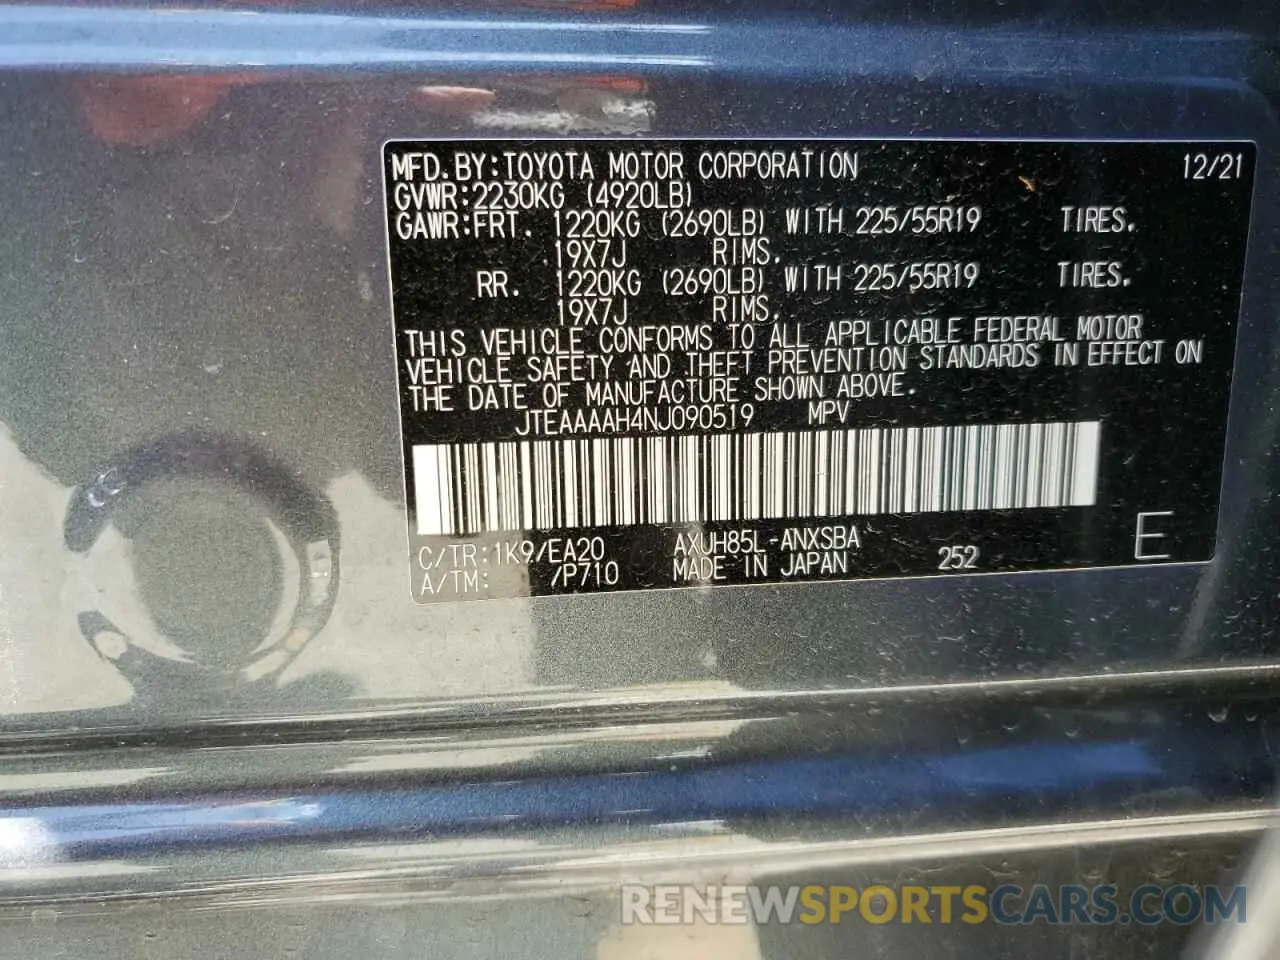 MFD.BY:TOYOTA MOTOR CORPORATION 12/21
GVWR:2230KG (4920LB)
GAWR:FRT. 1220KG (2690LB) WITH 225/55R19 TIRES.
19X7J RIMS.
RR. 1220KG (2690LB) WITH 225/55R19 TIRES.
19X7J RIMS.
THIS VEHICLE CONFORMS TO ALL APPLICABLE FEDERAL MOTOR
VEHICLE SAFETY AND THEFT PREVENTION STANDARDS IN EFFECT ON
THE DATE OF MANUFACTURE SHOWN ABOVE.
JTEAAAAH4NJ090519 MPV
C/TR:1K9/EA20 AXUH85L-ANXSBA
A/TM: /P710 MADE IN JAPAN 252 E
RENEWSPORTSCARS.COM